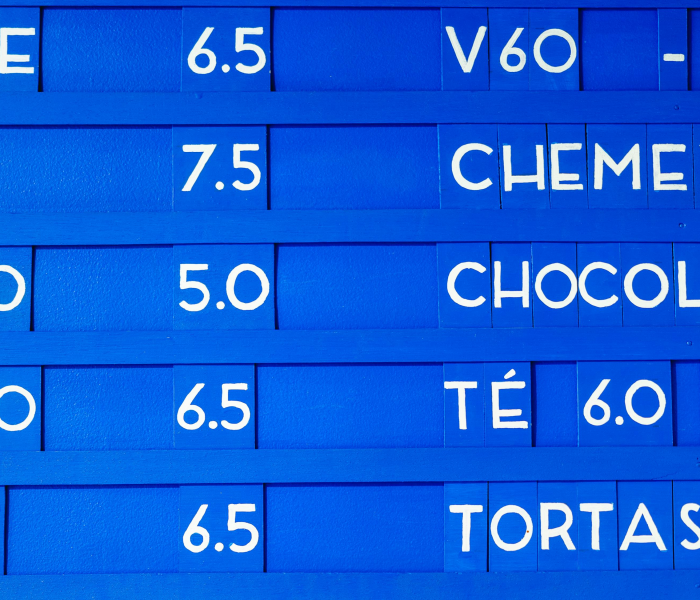 E 6.5 V60 -
7.5 CHEME
O 5.0 CHOCOL
O 6.5 TÉ 6.0
6.5 TORTAS